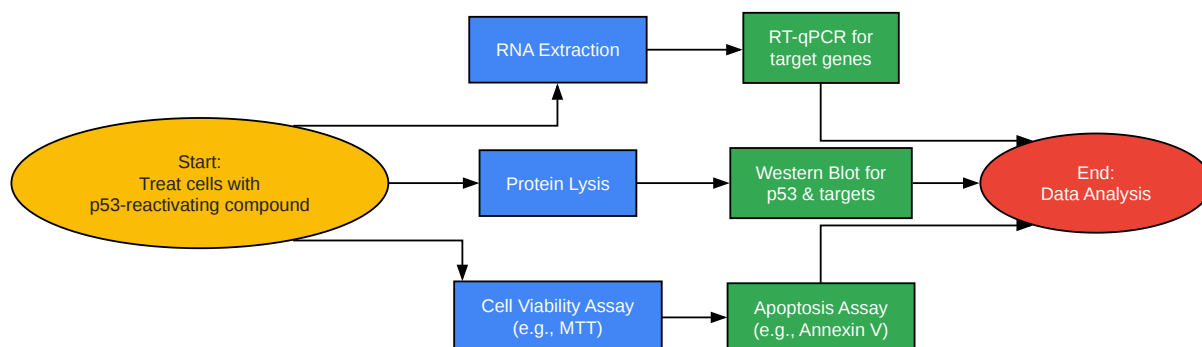 RNA Extraction
RT-qPCR for
target genes
Start:
Treat cells with
p53-reactivating compound
Protein Lysis
Western Blot for
p53 & targets
End:
Data Analysis
Cell Viability Assay
(e.g., MTT)
Apoptosis Assay
(e.g., Annexin V)